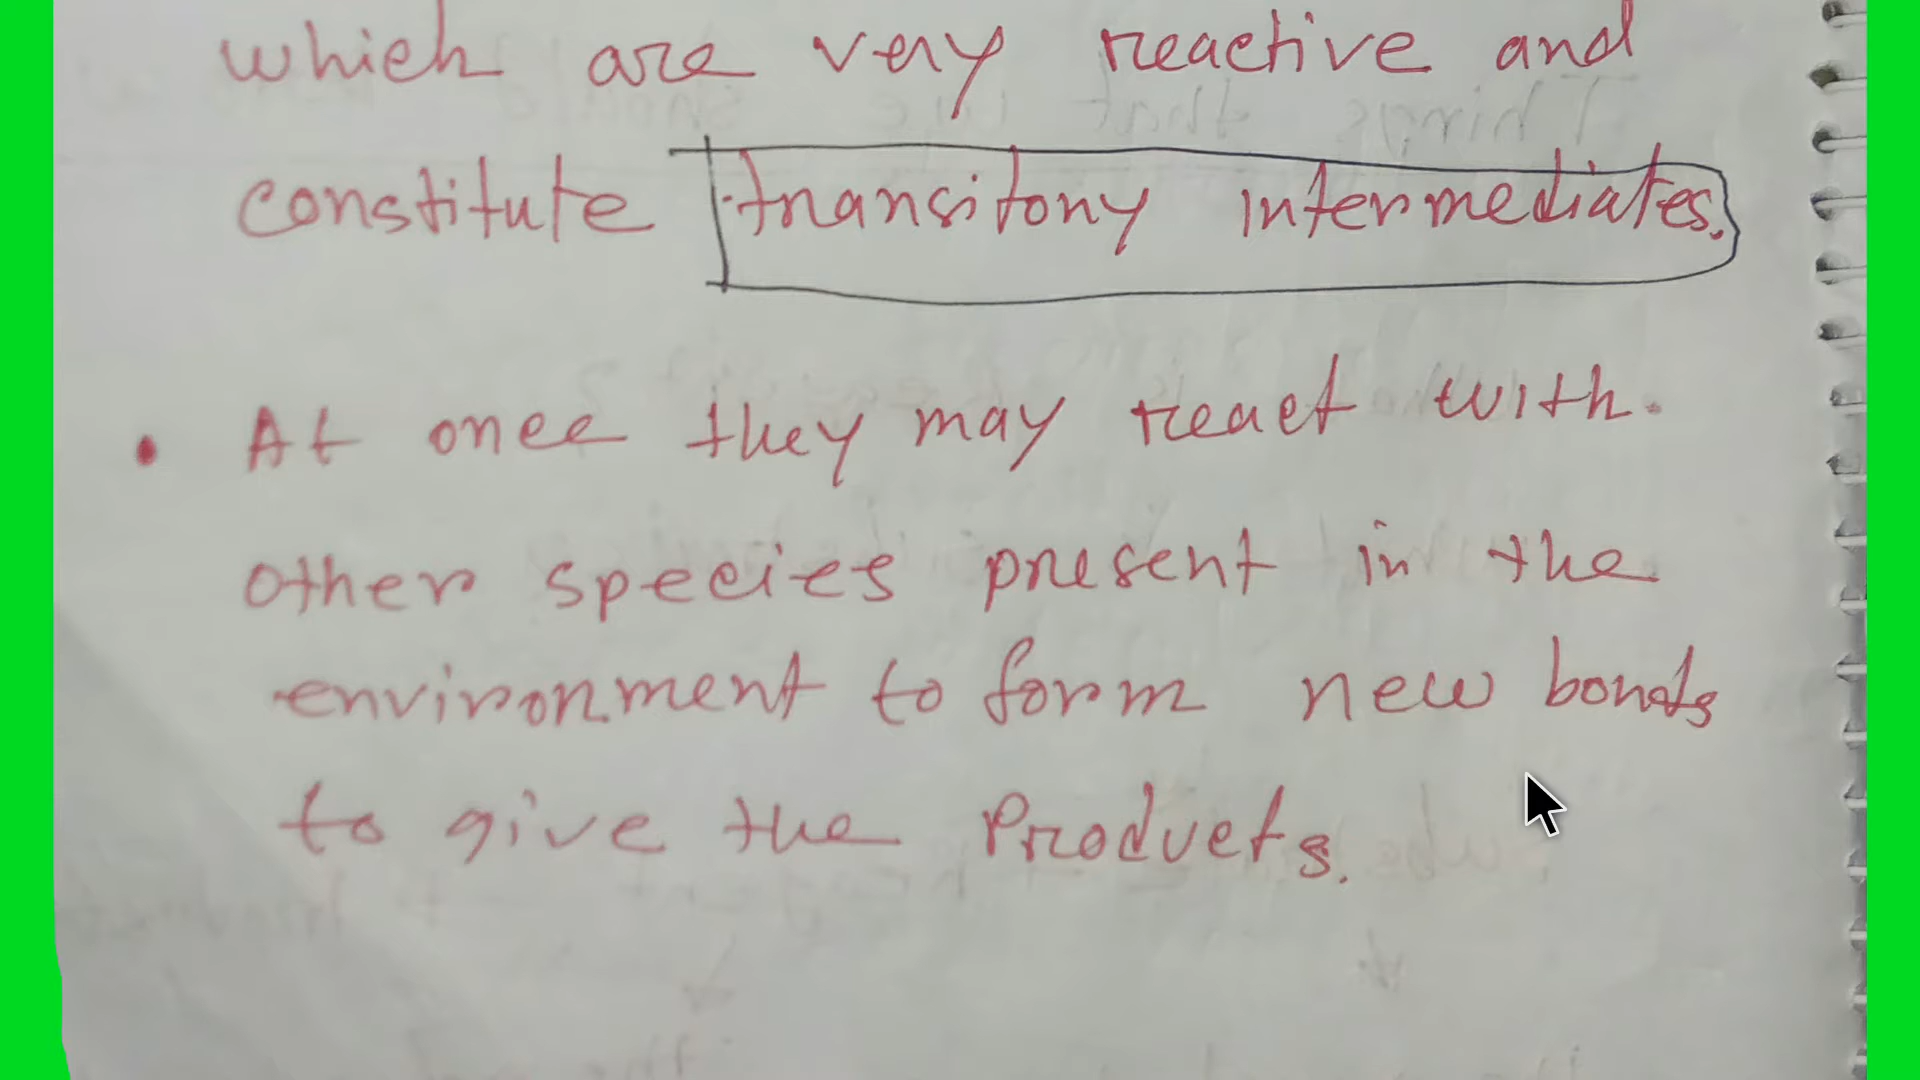 which are very reactive and
constitute transitory intermediates.
• At once they may react with
other species present in the
environment to form new bonds
to give the Products.